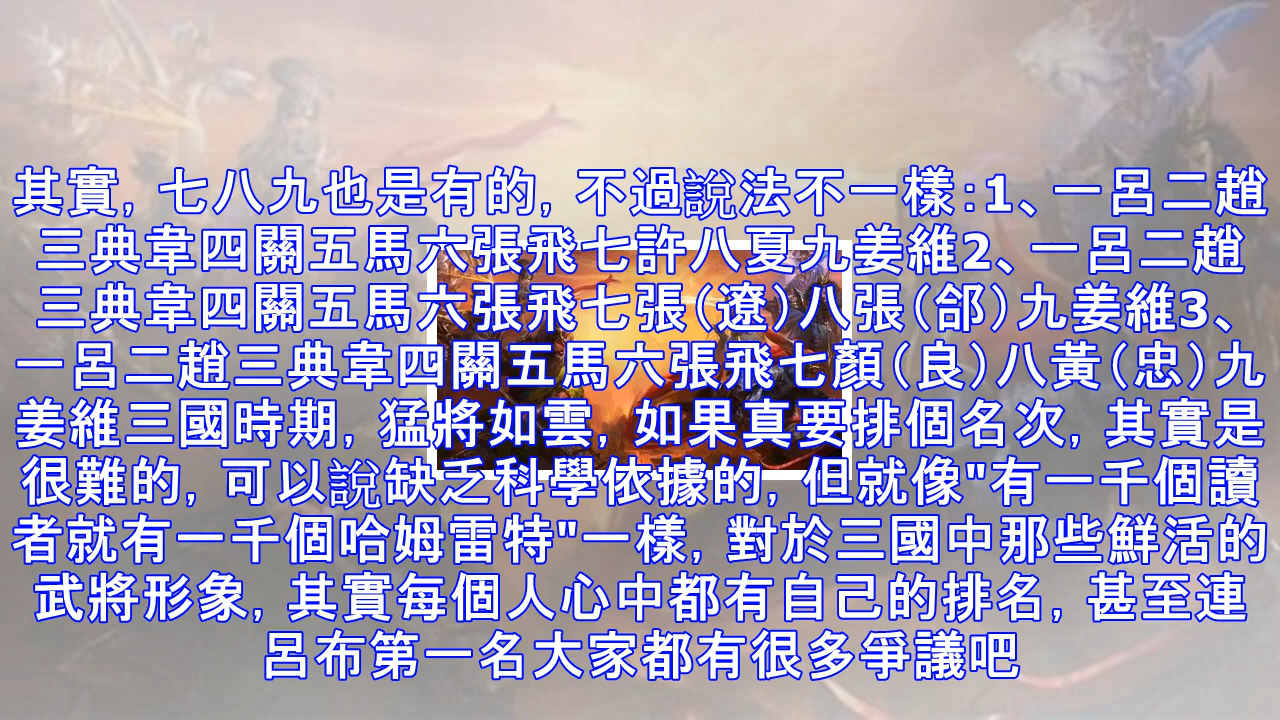 其實, 七八九也是有的, 不過說法不一樣:1、一呂二趙
三典韋四關五馬六張飛七許八夏九姜維2、一呂二趙
三典韋四關五馬六張飛七張(遼)八張(郃)九姜維3、
一呂二趙三典韋四關五馬六張飛七顏(良)八黃(忠)九
姜維三國時期, 猛將如雲, 如果真要排個名次, 其實是
很難的, 可以說缺乏科學依據的, 但就像"有一千個讀
者就有一千個哈姆雷特"一樣, 對於三國中那些鮮活的
武將形象, 其實每個人心中都有自己的排名, 甚至連
呂布第一名大家都有很多爭議吧